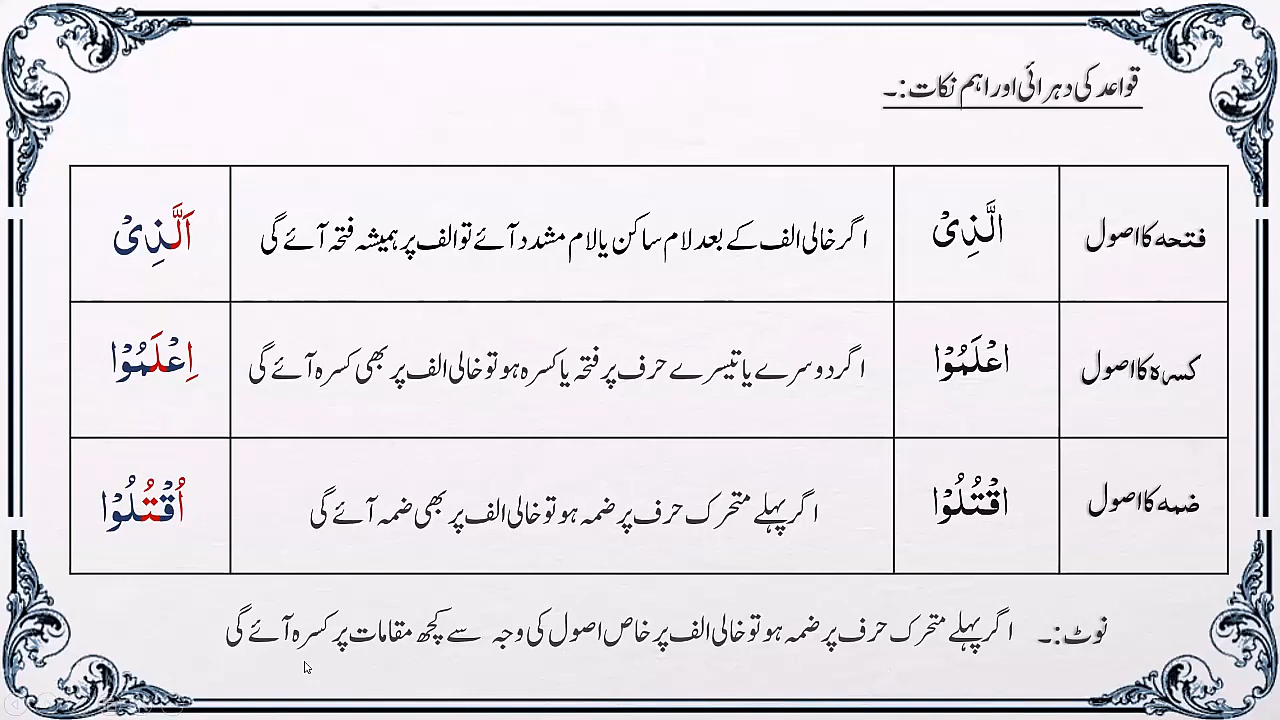 قواعد کی دہرائی اور اہم نکات:۔
فتحہ کا اصول الَّذِیْ اگر خالی الف کے بعد لام ساکن یا لام مشدد آئے تو الف پر ہمیشہ فتحہ آئے گی اَلَّذِیْ
کسرہ کا اصول اعْلَمُوْا اگر دوسرے یا تیسرے حرف پر فتحہ یا کسرہ ہو تو خالی الف پر بھی کسرہ آئے گی اِعْلَمُوْا
ضمہ کا اصول اقْتُلُوْا اگر پہلے متحرک حرف پر ضمہ ہو تو خالی الف پر بھی ضمہ آئے گی اُقْتُلُوْا
نوٹ:۔ اگر پہلے متحرک حرف پر ضمہ ہو تو خالی الف پر خاص اصول کی وجہ سے کچھ مقامات پر کسرہ آئے گی